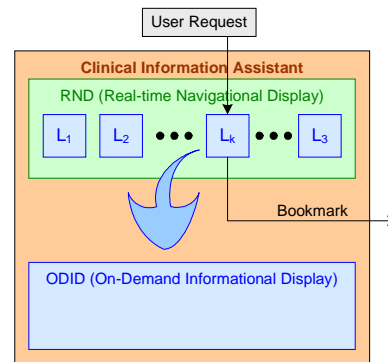 User Request
Clinical Information Assistant
RND (Real-time Navigational Display)
L1 L2 Lk L3
Bookmark
ODID (On-Demand Informational Display)